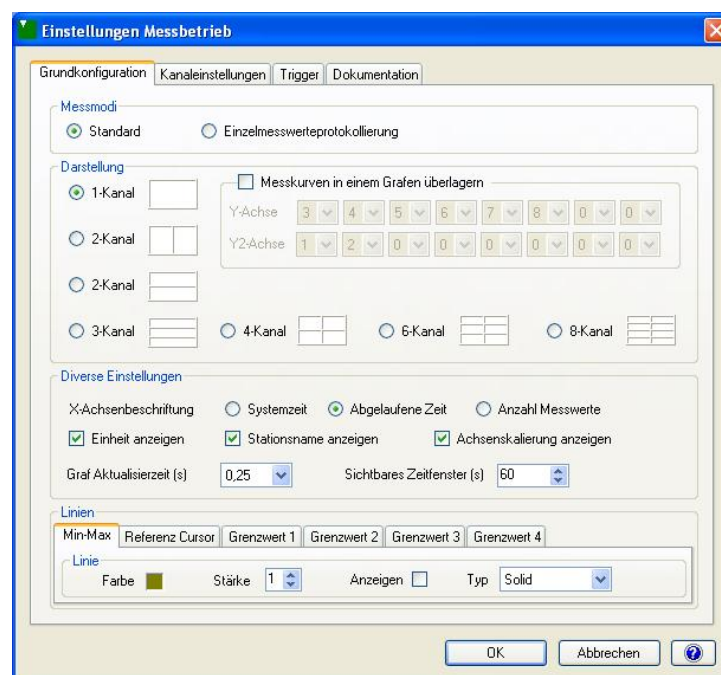 Einstellungen Messbetrieb
Grundkonfiguration Kanaleinstellungen Trigger Dokumentation
Messmodi
Standard Einzelmesswerteprotokollierung
Darstellung
1-Kanal
Messkurven in einem Grafen überlagern
Y-Achse 3 4 5 6 7 8 0 0
2-Kanal
Y2-Achse 1 2 0 0 0 0 0 0
2-Kanal
3-Kanal 4-Kanal 6-Kanal 8-Kanal
Diverse Einstellungen
X-Achsenbeschriftung Systemzeit Abgelaufene Zeit Anzahl Messwerte
Einheit anzeigen Stationsname anzeigen Achsenskalierung anzeigen
Graf Aktualisierzeit (s) 0,25 Sichtbares Zeitfenster (s) 60
Linien
Min-Max Referenz Cursor Grenzwert 1 Grenzwert 2 Grenzwert 3 Grenzwert 4
Linie
Farbe Stärke 1 Anzeigen Typ Solid
OK Abbrechen ?